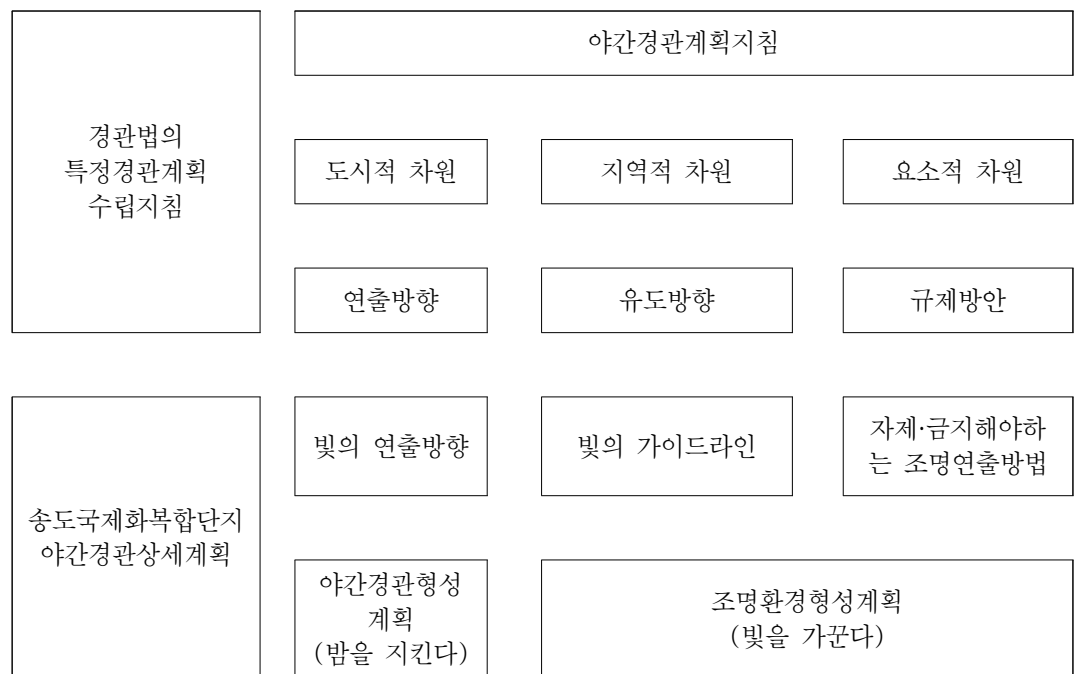 야간경관계획지침
경관법의
특정경관계획
수립지침
도시적 차원
지역적 차원
요소적 차원
연출방향
유도방향
규제방안
송도국제화복합단지
야간경관상세계획
빛의 연출방향
빛의 가이드라인
자제·금지해야하
는 조명연출방법
야간경관형성
계획
(밤을 지킨다)
조명환경형성계획
(빛을 가꾼다)